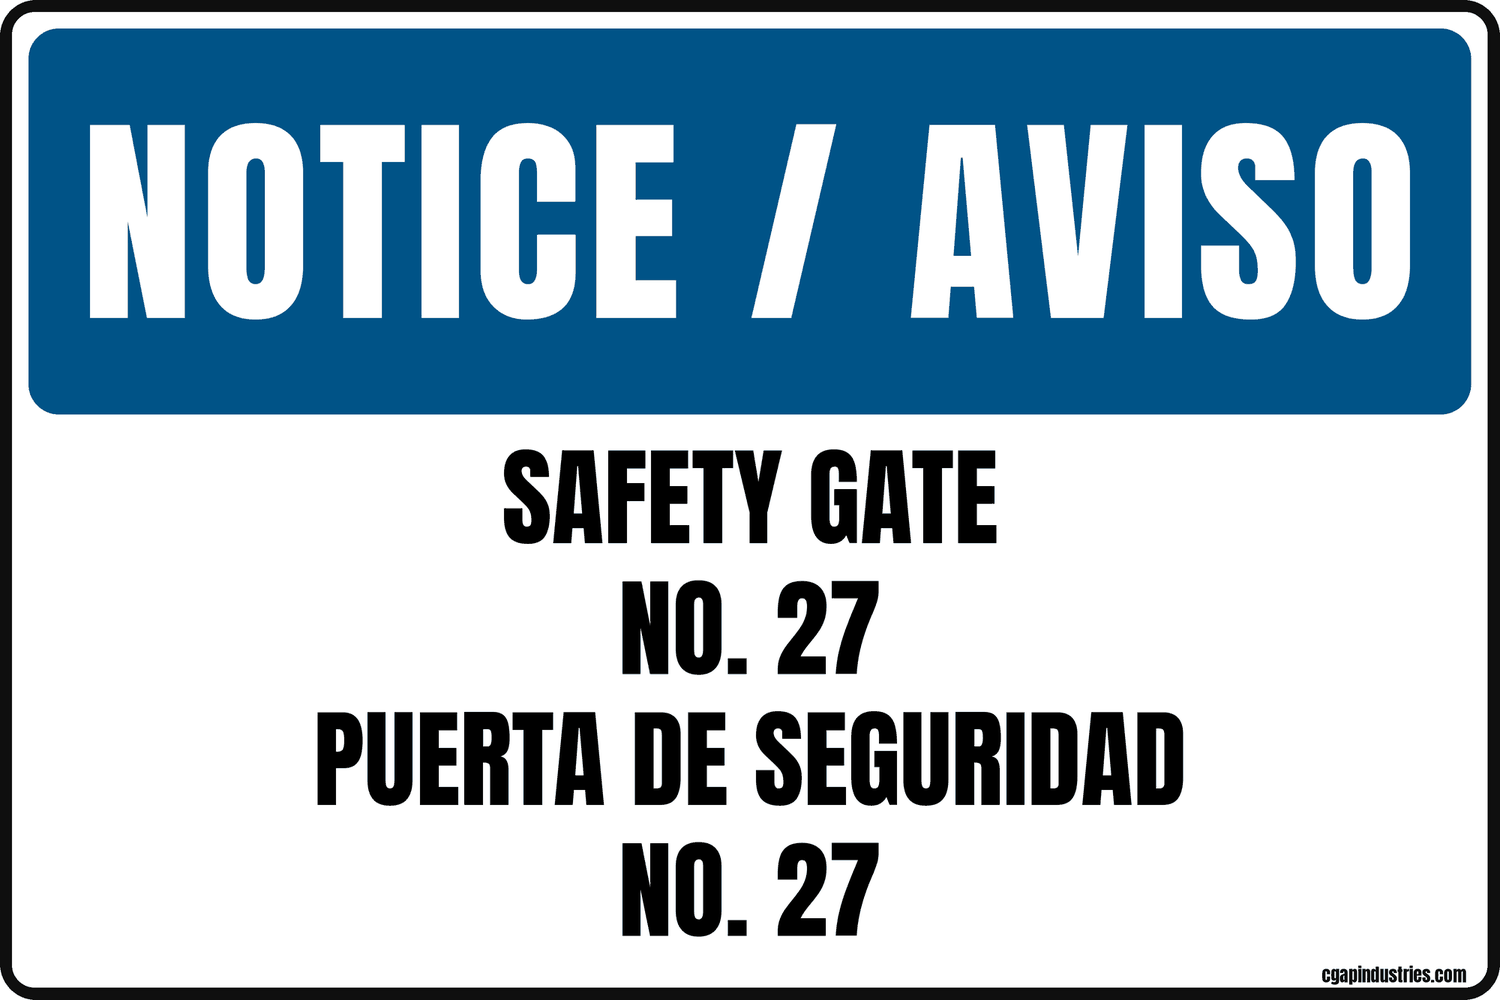 NOTICE / AVISO
SAFETY GATE
NO. 27
PUERTA DE SEGURIDAD
NO. 27
cgapindustries.com